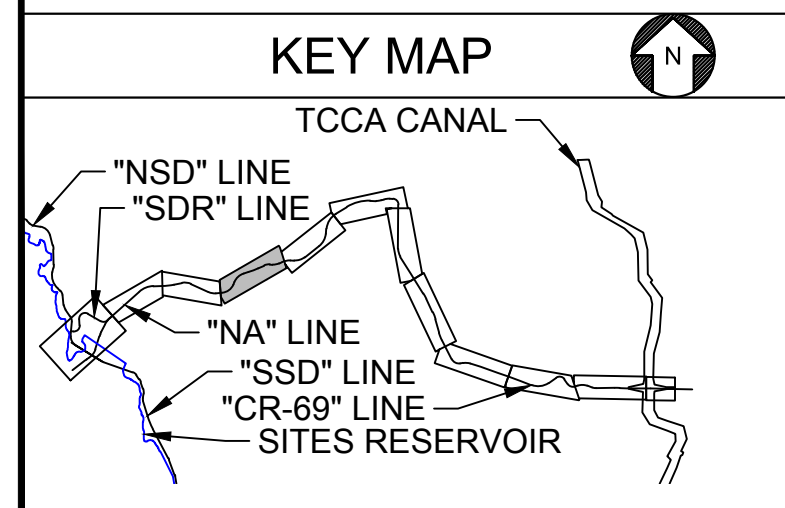 KEY MAP
N
TCCA CANAL
"NSD" LINE
"SDR" LINE
"NA" LINE
"SSD" LINE
"CR-69" LINE
SITES RESERVOIR